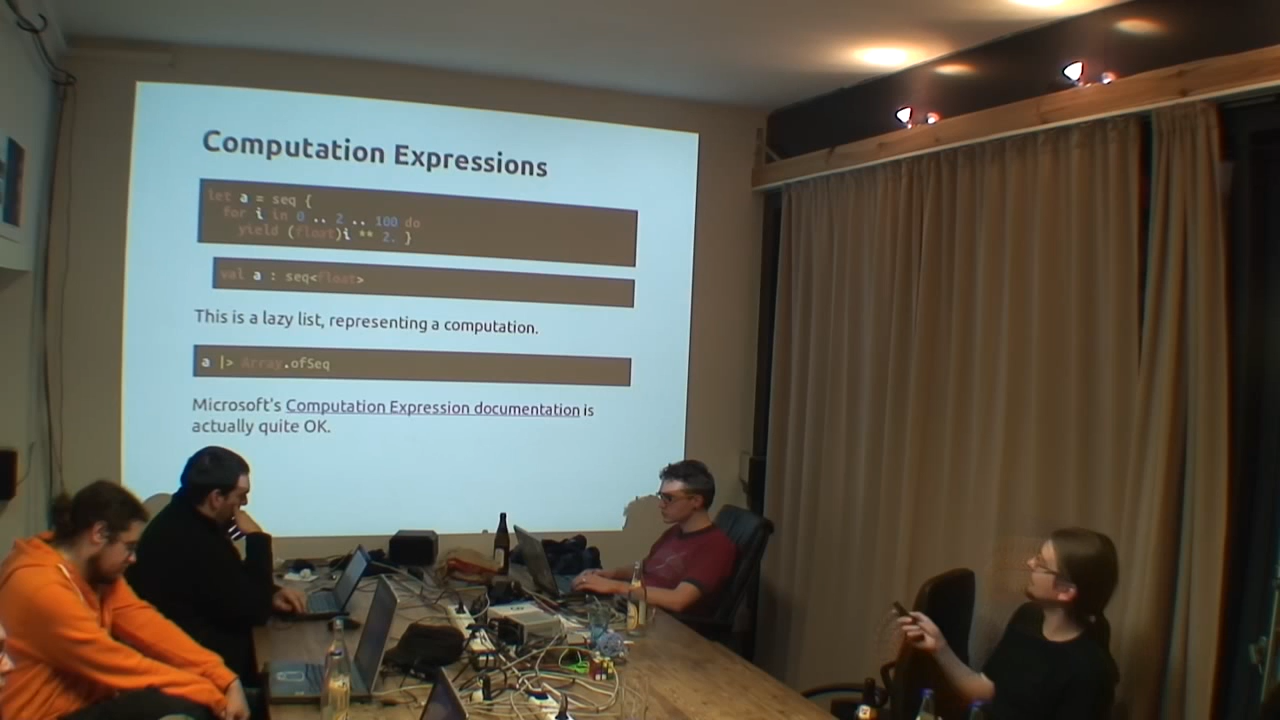 Computation Expressions
let a = seq {
for i in 0 .. 2 .. 100 do
yield (float)i ** 2. }
val a : seq<float>
This is a lazy list, representing a computation.
a |> Array.ofSeq
Microsoft's Computation Expression documentation is
actually quite OK.